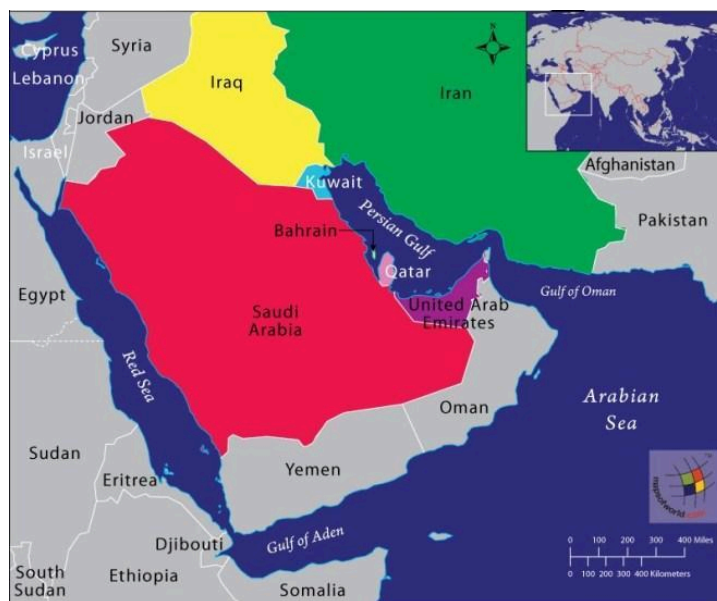 Cyprus
Syria
Lebanon
Iraq
N
Iran
Jordan
Israel
Afghanistan
Kuwait
Pakistan
Persian Gulf
Bahrain
Qatar
Egypt
Gulf of Oman
Saudi
Arabia
United Arab
Emirates
Red Sea
Oman
Arabian
Sea
Sudan
Yemen
Eritrea
mapsofworld.com
Djibouti
Gulf of Aden
0 100 200 300 400 Miles
0 100 200 300 400 Kilometers
South
Sudan
Ethiopia
Somalia